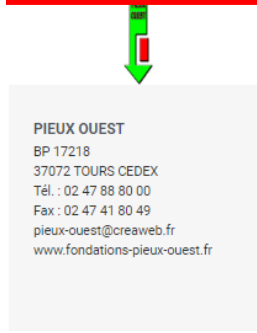 OUEST
PIEUX OUEST
BP 17218
37072 TOURS CEDEX
Tél. : 02 47 88 80 00
Fax : 02 47 41 80 49
pieux-ouest@creaweb.fr
www.fondations-pieux-ouest.fr